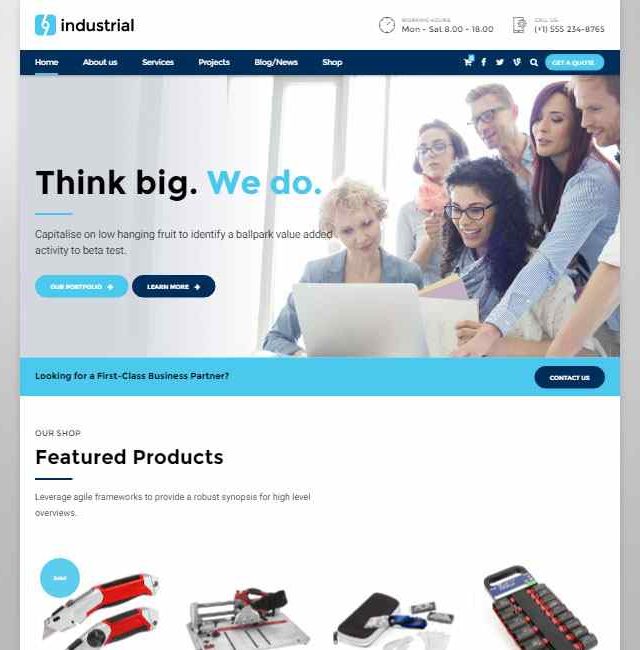 industrial
WORKING HOURS
Mon - Sat 8.00 - 18.00
CALL US
(+1) 555 234-8765
Home About us Services Projects Blog/News Shop
GET A QUOTE
Think big. We do.
Capitalise on low hanging fruit to identify a ballpark value added
activity to beta test.
OUR PORTFOLIO LEARN MORE
Looking for a First-Class Business Partner? CONTACT US
OUR SHOP
Featured Products
Leverage agile frameworks to provide a robust synopsis for high level
overviews.
Sale!